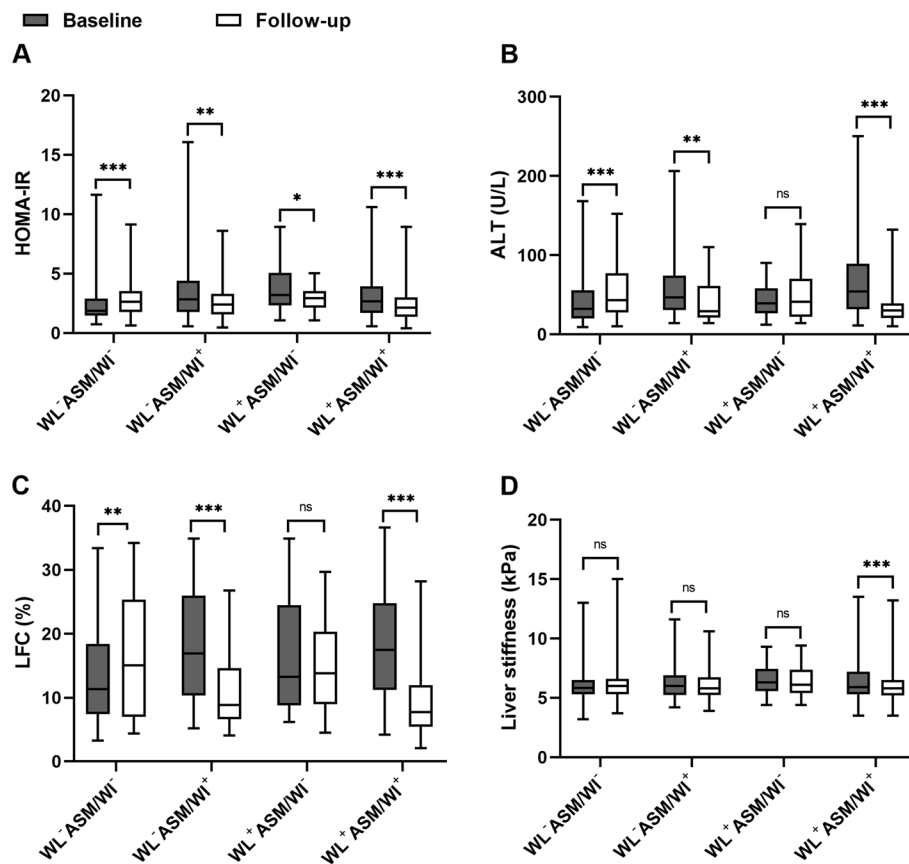 Baseline Follow-up
A
HOMA-IR
20
15
10
5
0
***
**
*
***
WL⁻ASM/WI⁻
WL⁻ASM/WI⁺
WL⁺ASM/WI⁻
WL⁺ASM/WI⁺
B
ALT (U/L)
300
200
100
0
***
**
ns
***
WL⁻ASM/WI⁻
WL⁻ASM/WI⁺
WL⁺ASM/WI⁻
WL⁺ASM/WI⁺
C
LFC (%)
40
30
20
10
0
**
***
ns
***
WL⁻ASM/WI⁻
WL⁻ASM/WI⁺
WL⁺ASM/WI⁻
WL⁺ASM/WI⁺
D
Liver stiffness (kPa)
20
15
10
5
0
ns
ns
ns
***
WL⁻ASM/WI⁻
WL⁻ASM/WI⁺
WL⁺ASM/WI⁻
WL⁺ASM/WI⁺